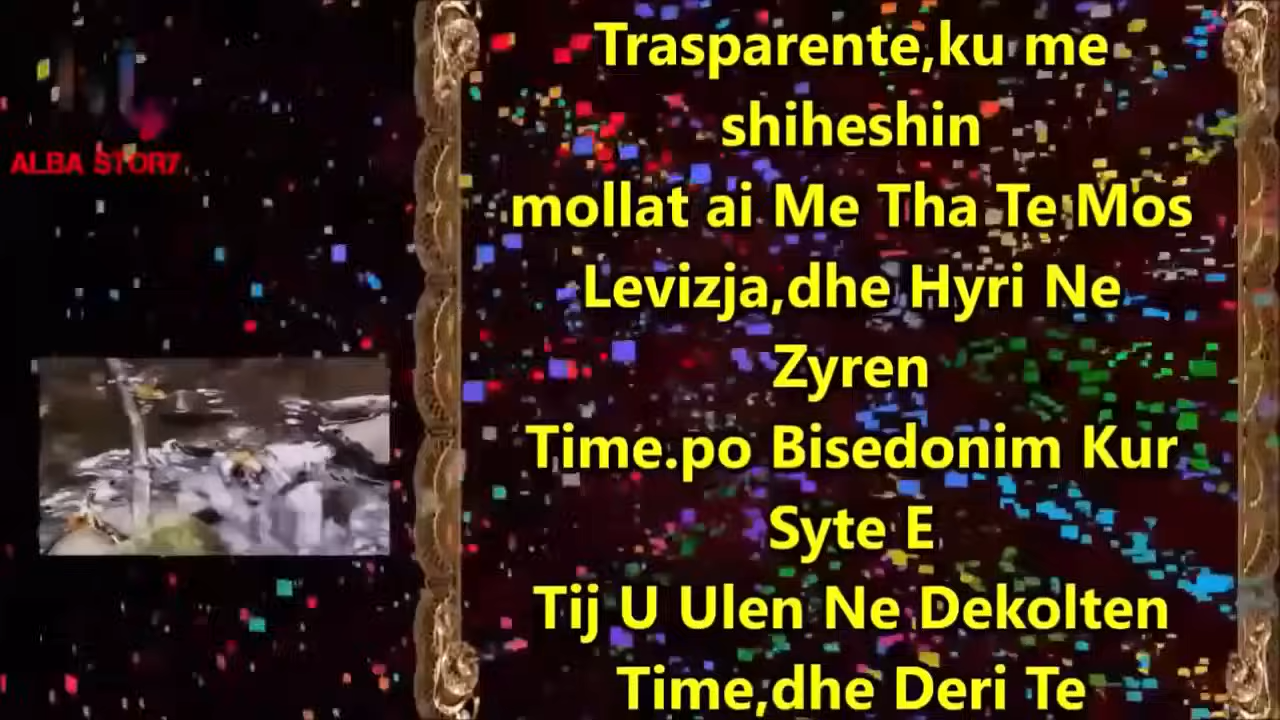 ALBA STORY
Trasparente,ku me
shiheshin
mollat ai Me Tha Te Mos
Levizja,dhe Hyri Ne
Zyren
Time.po Bisedonim Kur
Syte E
Tij U Ulen Ne Dekolten
Time,dhe Deri Te